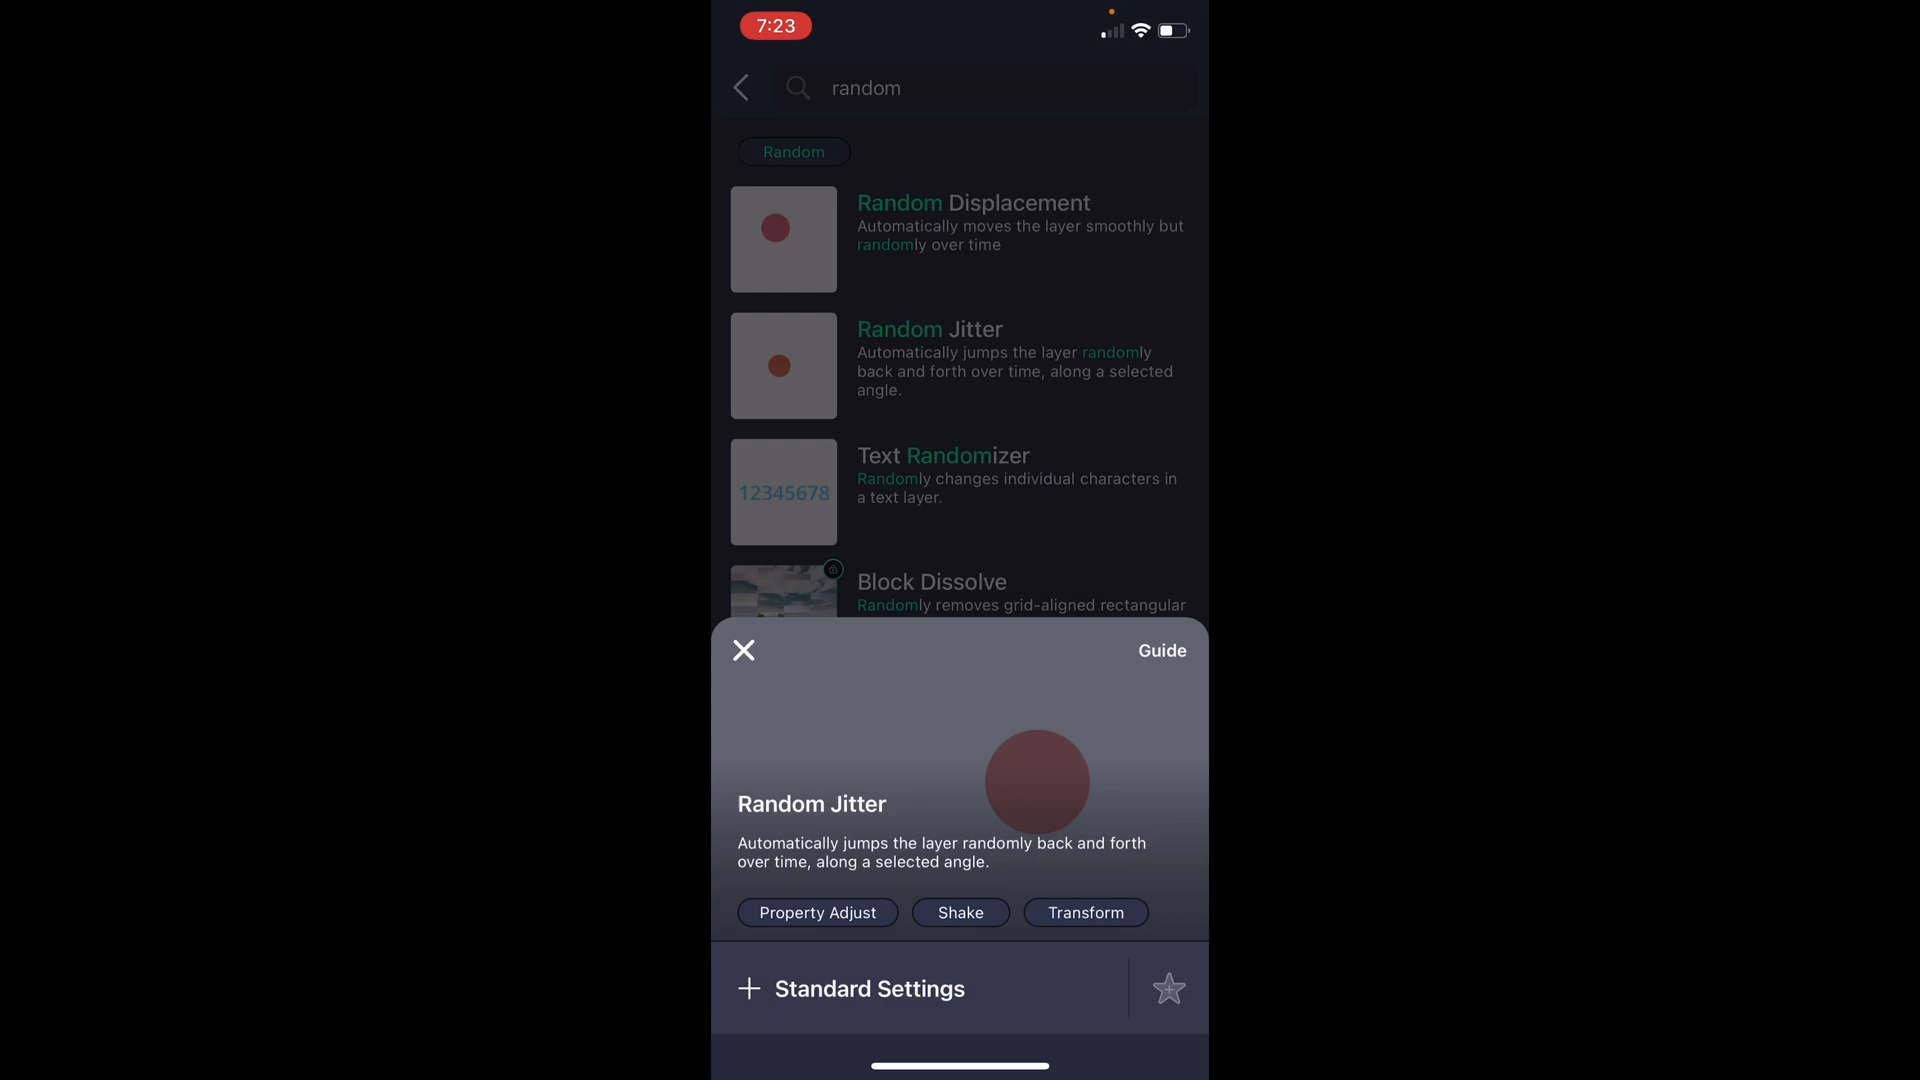 7:23
random
Random
Random Displacement
Automatically moves the layer smoothly but
randomly over time
Random Jitter
Automatically jumps the layer randomly
back and forth over time, along a selected
angle.
12345678
Text Randomizer
Randomly changes individual characters in
a text layer.
Block Dissolve
Randomly removes grid-aligned rectangular
Guide
Random Jitter
Automatically jumps the layer randomly back and forth
over time, along a selected angle.
Property Adjust
Shake
Transform
Standard Settings